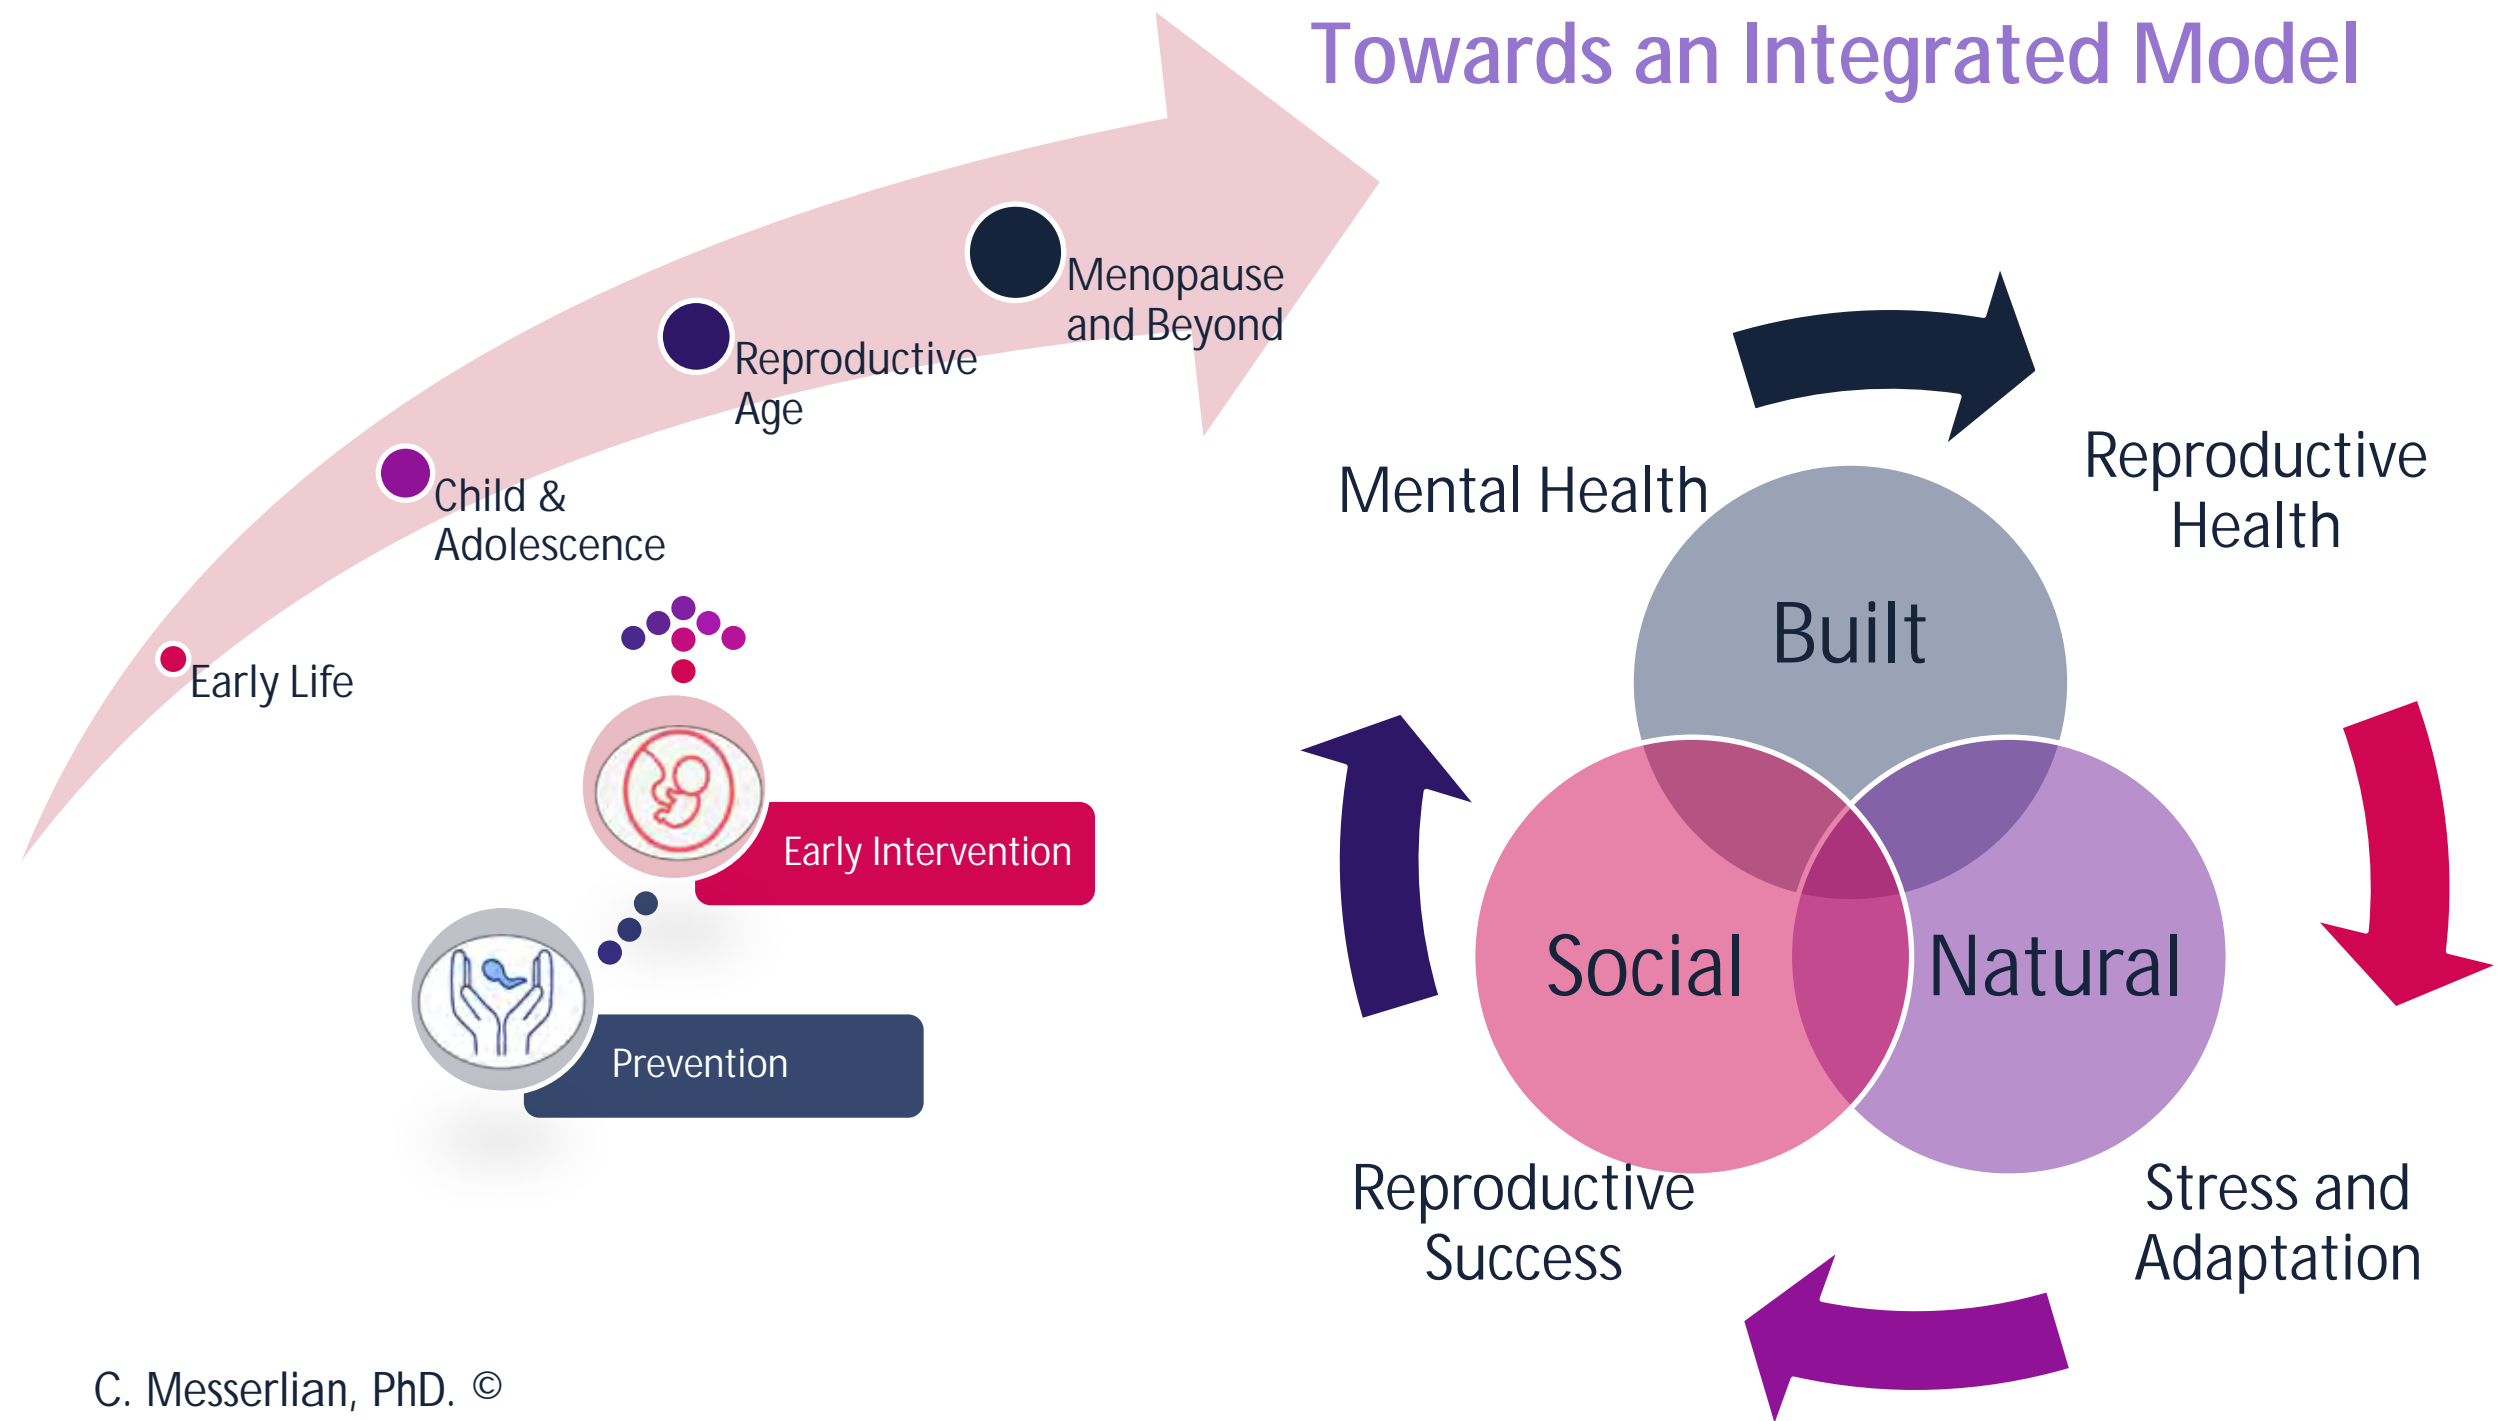 Towards an Integrated Model
Menopause
and Beyond
Reproductive
Age
Child &
Adolescence
Early Life
Early Intervention
Prevention
Mental Health
Reproductive
Health
Built
Social
Natural
Reproductive
Success
Stress and
Adaptation
C. Messerlian, PhD. ©